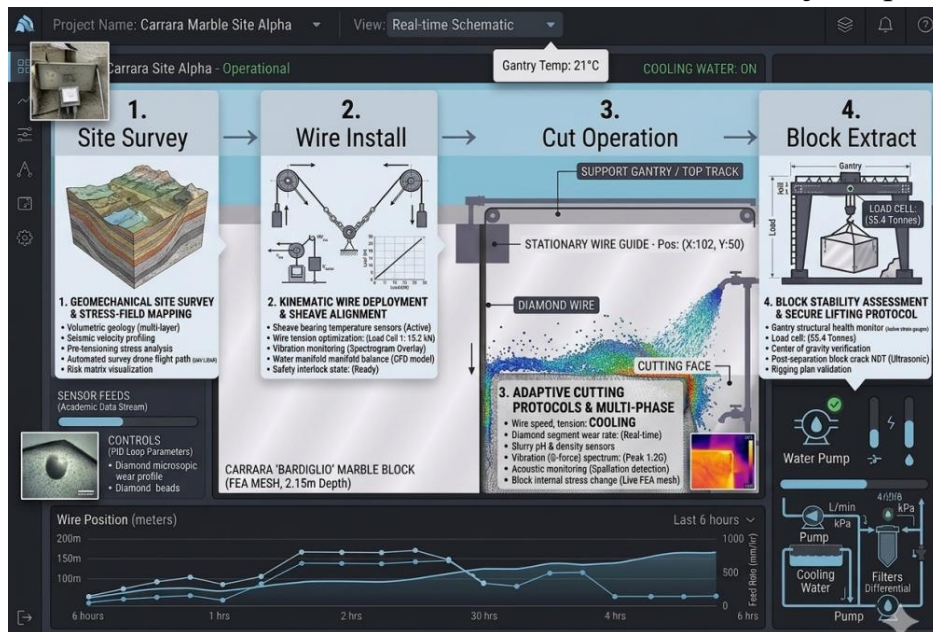 Project Name: Carrara Marble Site Alpha
View: Real-time Schematic
Carrara Site Alpha - Operational
Gantry Temp: 21°C
COOLING WATER: ON
1.
Site Survey
1. GEOMECHANICAL SITE SURVEY
& STRESS-FIELD MAPPING
• Volumetric geology (multi-layer)
• Seismic velocity profiling
• Pre-tensioning stress analysis
• Automated survey drone flight path
• Risk matrix visualization
2.
Wire Install
2. KINEMATIC WIRE DEPLOYMENT
& SHEAVE ALIGNMENT
• Sheave bearing temperature sensors (Active)
• Wire tension optimization: (Load Cell 1: 15.2 kN)
• Vibration monitoring (Spectrogram Overlay)
• Water manifold manifold balance (CFD model)
• Safety interlock state: (Ready)
3.
Cut Operation
SUPPORT GANTRY / TOP TRACK
STATIONARY WIRE GUIDE - Pos: (X:102, Y:50)
DIAMOND WIRE
CUTTING FACE
3. ADAPTIVE CUTTING
PROTOCOLS & MULTI-PHASE
• Wire speed, tension: COOLING
• Diamond segment wear rate: (Real-time)
• Slurry pH & density sensors
• Vibration (G-force) spectrum: (Peak 1:2G)
• Acoustic monitoring (Spallation detection)
• Block internal stress change (Live FEA mesh)
4.
Block Extract
Gantry
Load
LOAD CELL:
(55.4 Tonnes)
4. BLOCK STABILITY ASSESSMENT
& SECURE LIFTING PROTOCOL
• Gantry structural health monitor
• Load cell: (55.4 Tonnes)
• Center of gravity verification
• Post-separation block crack NDT (Ultrasonic)
• Rigging plan validation
SENSOR FEEDS
(Academic Data Stream)
CONTROLS
(PID Loop Parameters)
• Diamond microsopic
wear profile
• Diamond beads
CARRARA 'BARDIGLIO' MARBLE BLOCK
(FEA MESH, 2.15m Depth)
Water Pump
L/min
kPa
kPa
Pump
Cooling
Water
Filters
Differential
Pump
Wire Position (meters)
Last 6 hours
200m
150m
100m
1000
500
0
6 hours
1 hrs
2 hrs
30 hrs
4 hrs
6 hrs